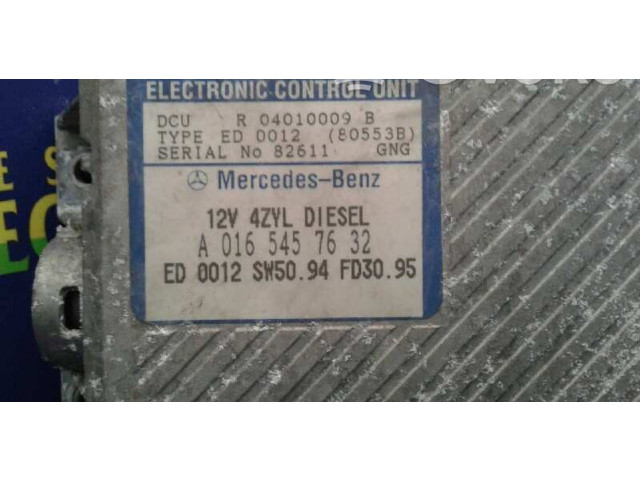 ELECTRONIC CONTROL UNIT
DCU R 04010009 B
TYPE ED 0012 (80553B)
SERIAL No 82611 GNG
Mercedes-Benz
12V 4ZYL DIESEL
A 016 545 76 32
ED 0012 SW50.94 FD30.95